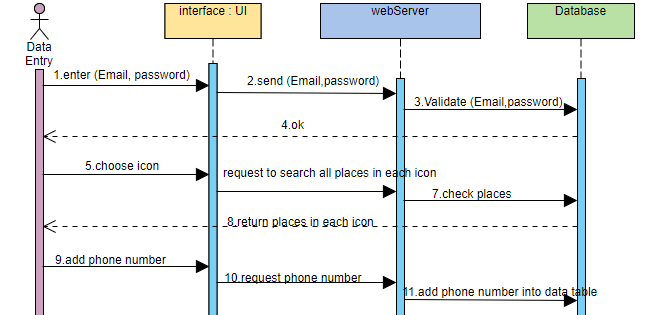 interface : UI
webServer
Database
Data
Entry
1.enter (Email, password)
2.send (Email,password)
3.Validate (Email,password)
4.ok
5.choose icon
request to search all places in each icon
7.check places
8.return places in each icon
9.add phone number
10.request phone number
11.add phone number into data table